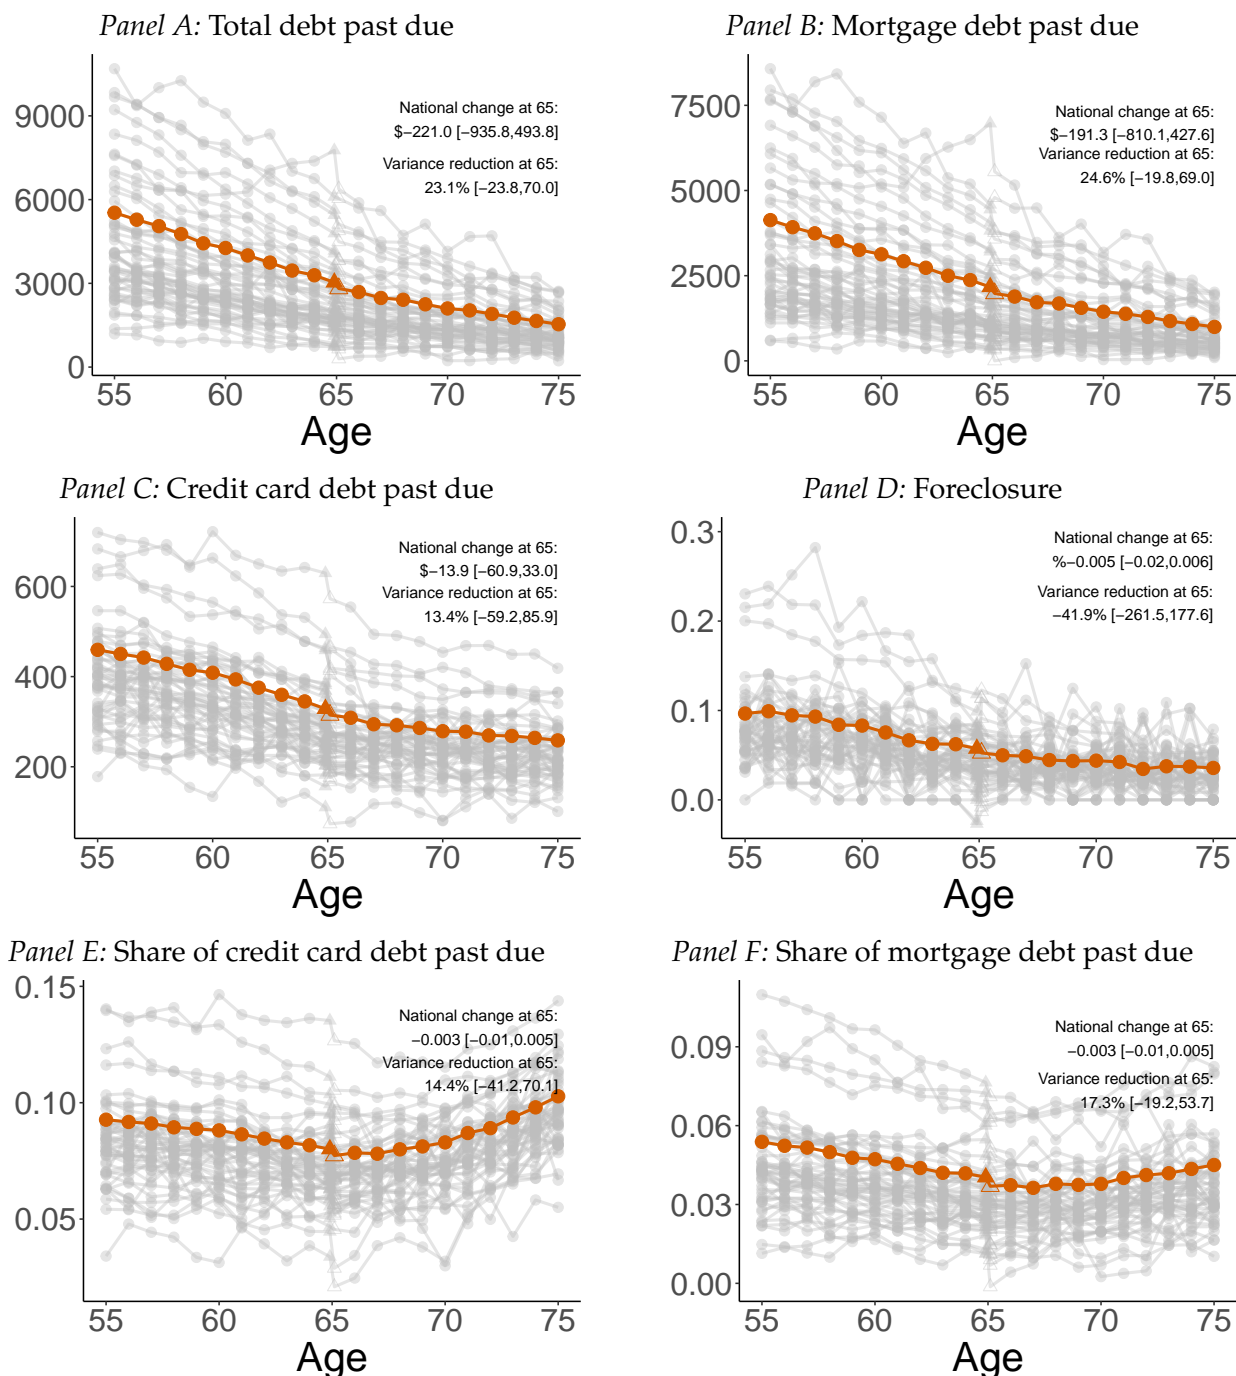 Panel A: Total debt past due
National change at 65:
$−221.0 [−935.8,493.8]
Variance reduction at 65:
23.1% [−23.8,70.0]
9000
6000
3000
0
55 60 65 70 75
Age
Panel B: Mortgage debt past due
National change at 65:
$−191.3 [−810.1,427.6]
Variance reduction at 65:
24.6% [−19.8,69.0]
7500
5000
2500
0
55 60 65 70 75
Age
Panel C: Credit card debt past due
National change at 65:
$−13.9 [−60.9,33.0]
Variance reduction at 65:
13.4% [−59.2,85.9]
600
400
200
55 60 65 70 75
Age
Panel D: Foreclosure
National change at 65:
%−0.005 [−0.02,0.006]
Variance reduction at 65:
−41.9% [−261.5,177.6]
0.3
0.2
0.1
0.0
55 60 65 70 75
Age
Panel E: Share of credit card debt past due
National change at 65:
−0.003 [−0.01,0.005]
Variance reduction at 65:
14.4% [−41.2,70.1]
0.15
0.10
0.05
55 60 65 70 75
Age
Panel F: Share of mortgage debt past due
National change at 65:
−0.003 [−0.01,0.005]
Variance reduction at 65:
17.3% [−19.2,53.7]
0.09
0.06
0.03
0.00
55 60 65 70 75
Age